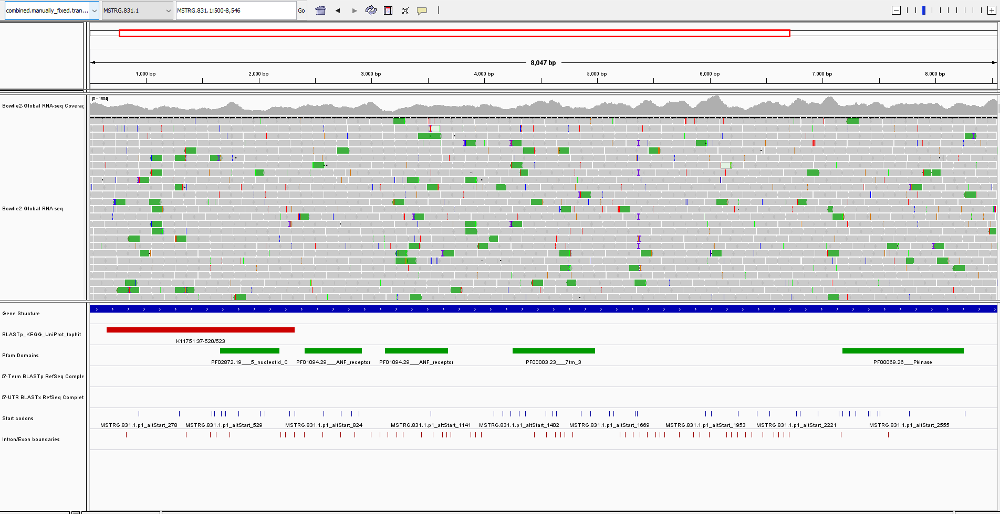 combined.manually_fixed.tran... MSTRG.831.1 MSTRG.831.1:500-8,546 Go
8,047 bp
1,000 bp 2,000 bp 3,000 bp 4,000 bp 5,000 bp 6,000 bp 7,000 bp 8,000 bp
[0 - 1504]
Bowtie2-Global RNA-seq Coverag
Bowtie2-Global RNA-seq
Gene Structure
BLASTp_KEGG_UniProt_tophit
K11751:37-520/523
Pfam Domains
PF02872.19___5_nucleotid_C PF01094.29___ANF_receptor PF01094.29___ANF_receptor PF00003.23___7tm_3 PF00069.26___Pkinase
5'-Term BLASTp RefSeq Comple
5'-UTR BLASTx RefSeq Complet
Start codons
MSTRG.831.1.p1_altStart_278 MSTRG.831.1.p1_altStart_529 MSTRG.831.1.p1_altStart_824 MSTRG.831.1.p1_altStart_1141 MSTRG.831.1.p1_altStart_1402 MSTRG.831.1.p1_altStart_1669 MSTRG.831.1.p1_altStart_1953 MSTRG.831.1.p1_altStart_2221 MSTRG.831.1.p1_altStart_2555
Intron/Exon boundaries